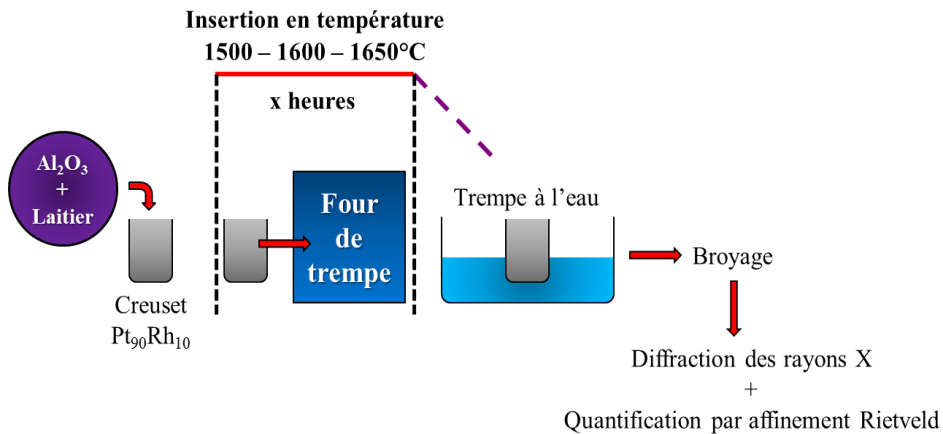 Insertion en température
1500 – 1600 – 1650°C
x heures
Al₂O₃
+
Laitier
Creuset
Pt₉₀Rh₁₀
Four
de
trempe
Trempe à l’eau
Broyage
Diffraction des rayons X
+
Quantification par affinement Rietveld